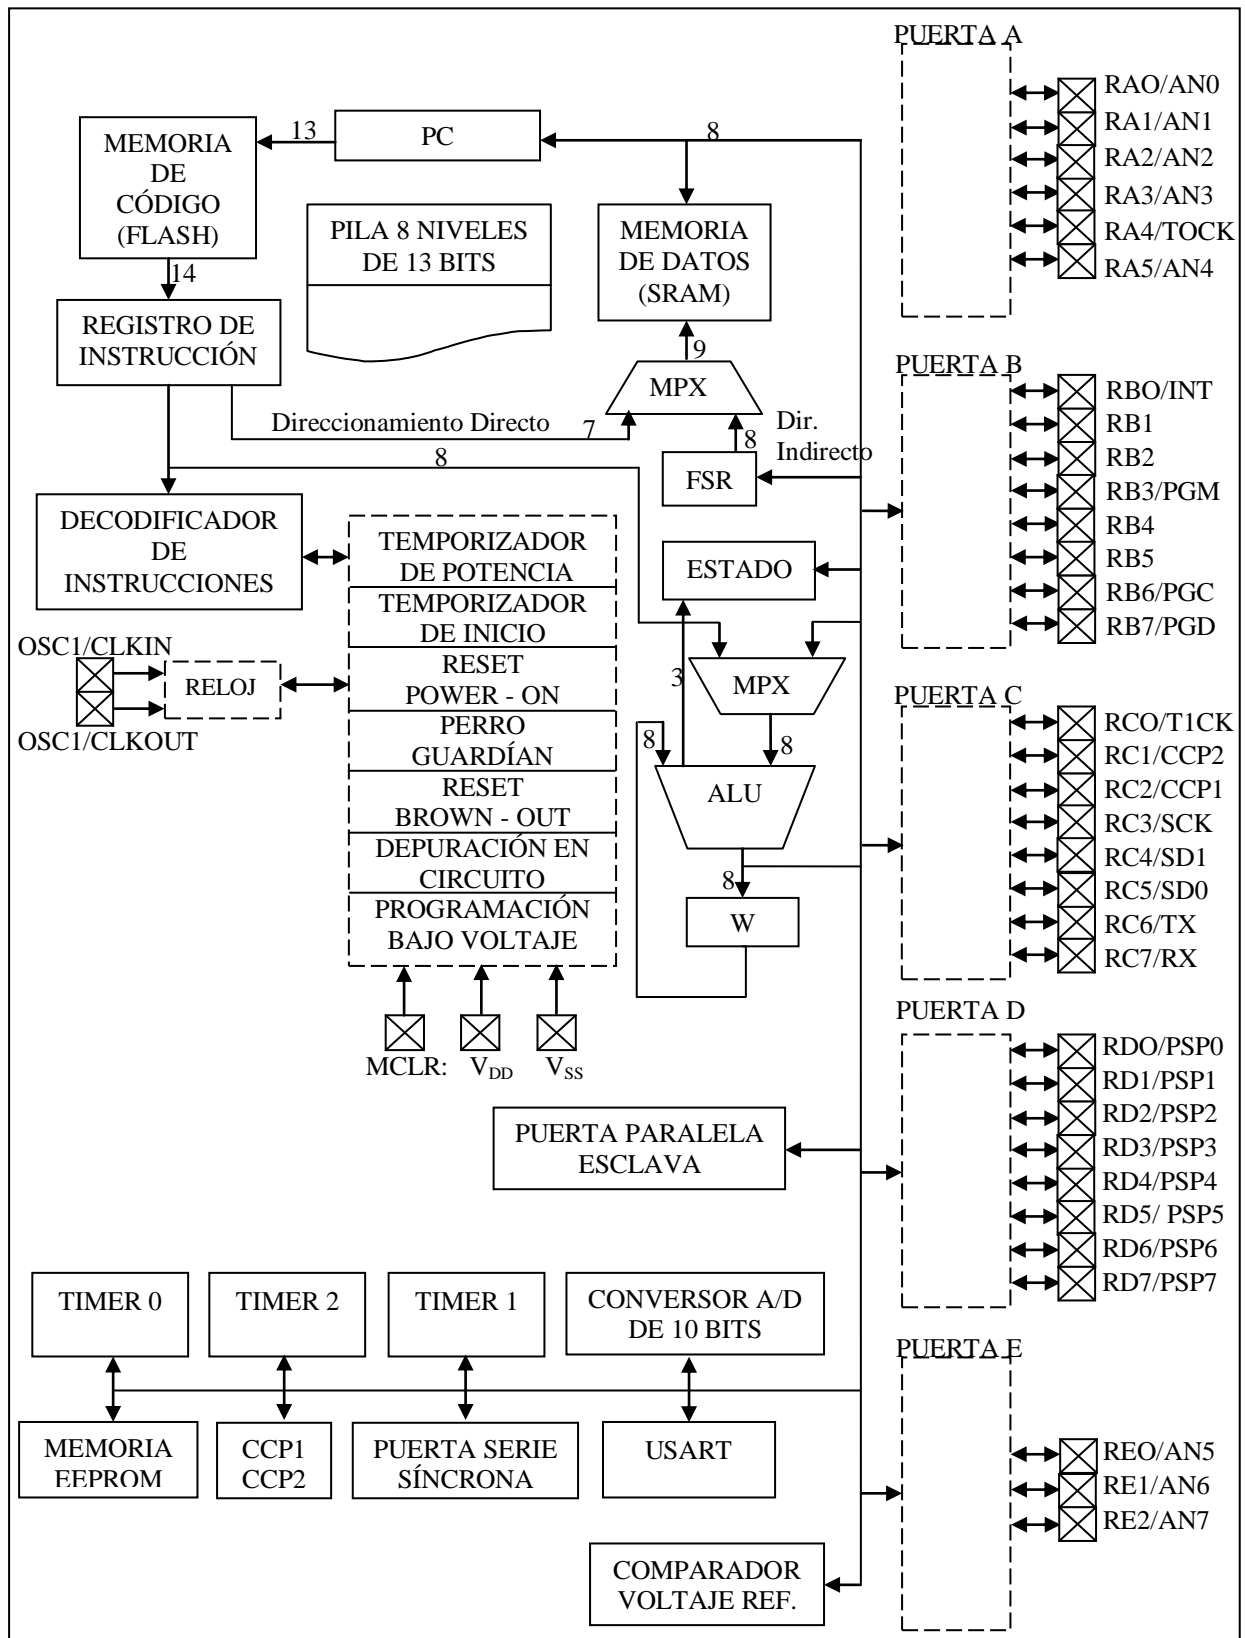 PUERTA A
RAO/AN0
RA1/AN1
RA2/AN2
RA3/AN3
RA4/TOCK
RA5/AN4
MEMORIA
DE
CÓDIGO
(FLASH)
13
PC
8
PILA 8 NIVELES
DE 13 BITS
MEMORIA
DE DATOS
(SRAM)
14
REGISTRO DE
INSTRUCCIÓN
9
MPX
Direccionamiento Directo
7
8
8
Dir.
Indirecto
FSR
PUERTA B
RBO/INT
RB1
RB2
RB3/PGM
RB4
RB5
RB6/PGC
RB7/PGD
DECODIFICADOR
DE
INSTRUCCIONES
TEMPORIZADOR
DE POTENCIA
TEMPORIZADOR
DE INICIO
RESET
POWER - ON
PERRO
GUARDÍAN
RESET
BROWN - OUT
DEPURACIÓN EN
CIRCUITO
PROGRAMACIÓN
BAJO VOLTAJE
ESTADO
OSC1/CLKIN
RELOJ
OSC1/CLKOUT
3
MPX
8
8
ALU
8
W
MCLR:
VDD
VSS
PUERTA C
RCO/T1CK
RC1/CCP2
RC2/CCP1
RC3/SCK
RC4/SD1
RC5/SD0
RC6/TX
RC7/RX
PUERTA D
RDO/PSP0
RD1/PSP1
RD2/PSP2
RD3/PSP3
RD4/PSP4
RD5/ PSP5
RD6/PSP6
RD7/PSP7
PUERTA PARALELA
ESCLAVA
TIMER 0
TIMER 2
TIMER 1
CONVERSOR A/D
DE 10 BITS
MEMORIA
EEPROM
CCP1
CCP2
PUERTA SERIE
SÍNCRONA
USART
PUERTA E
REO/AN5
RE1/AN6
RE2/AN7
COMPARADOR
VOLTAJE REF.